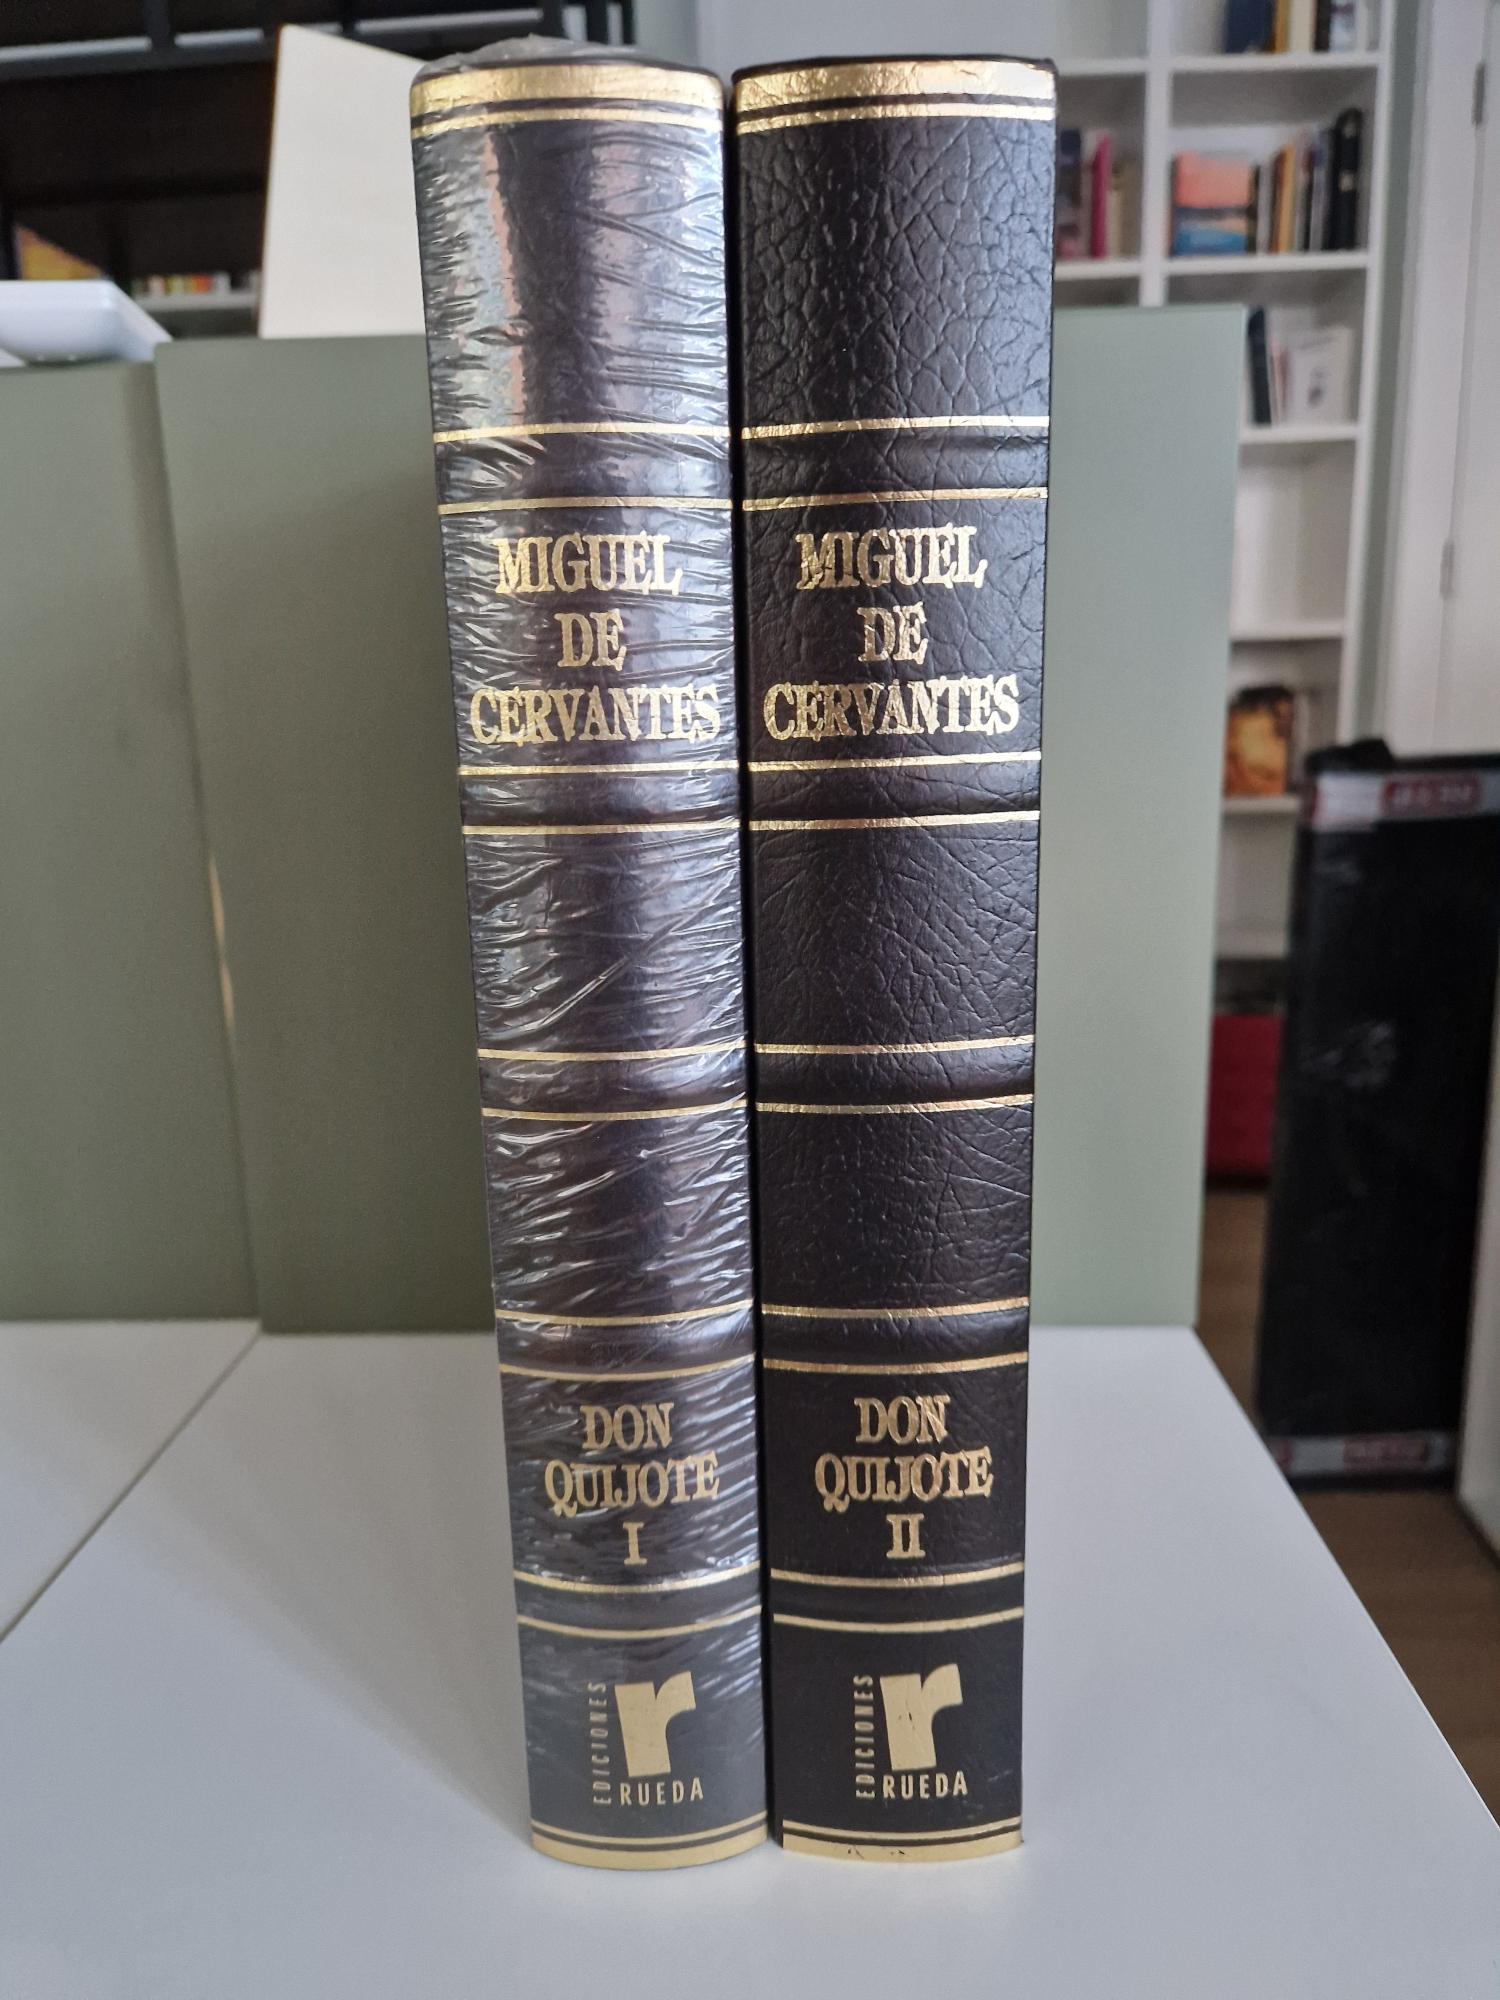 MIGUEL
DE
CERVANTES
DON
QUIJOTE
I
EDICIONES
RUEDA
MIGUEL
DE
CERVANTES
DON
QUIJOTE
II
EDICIONES
RUEDA